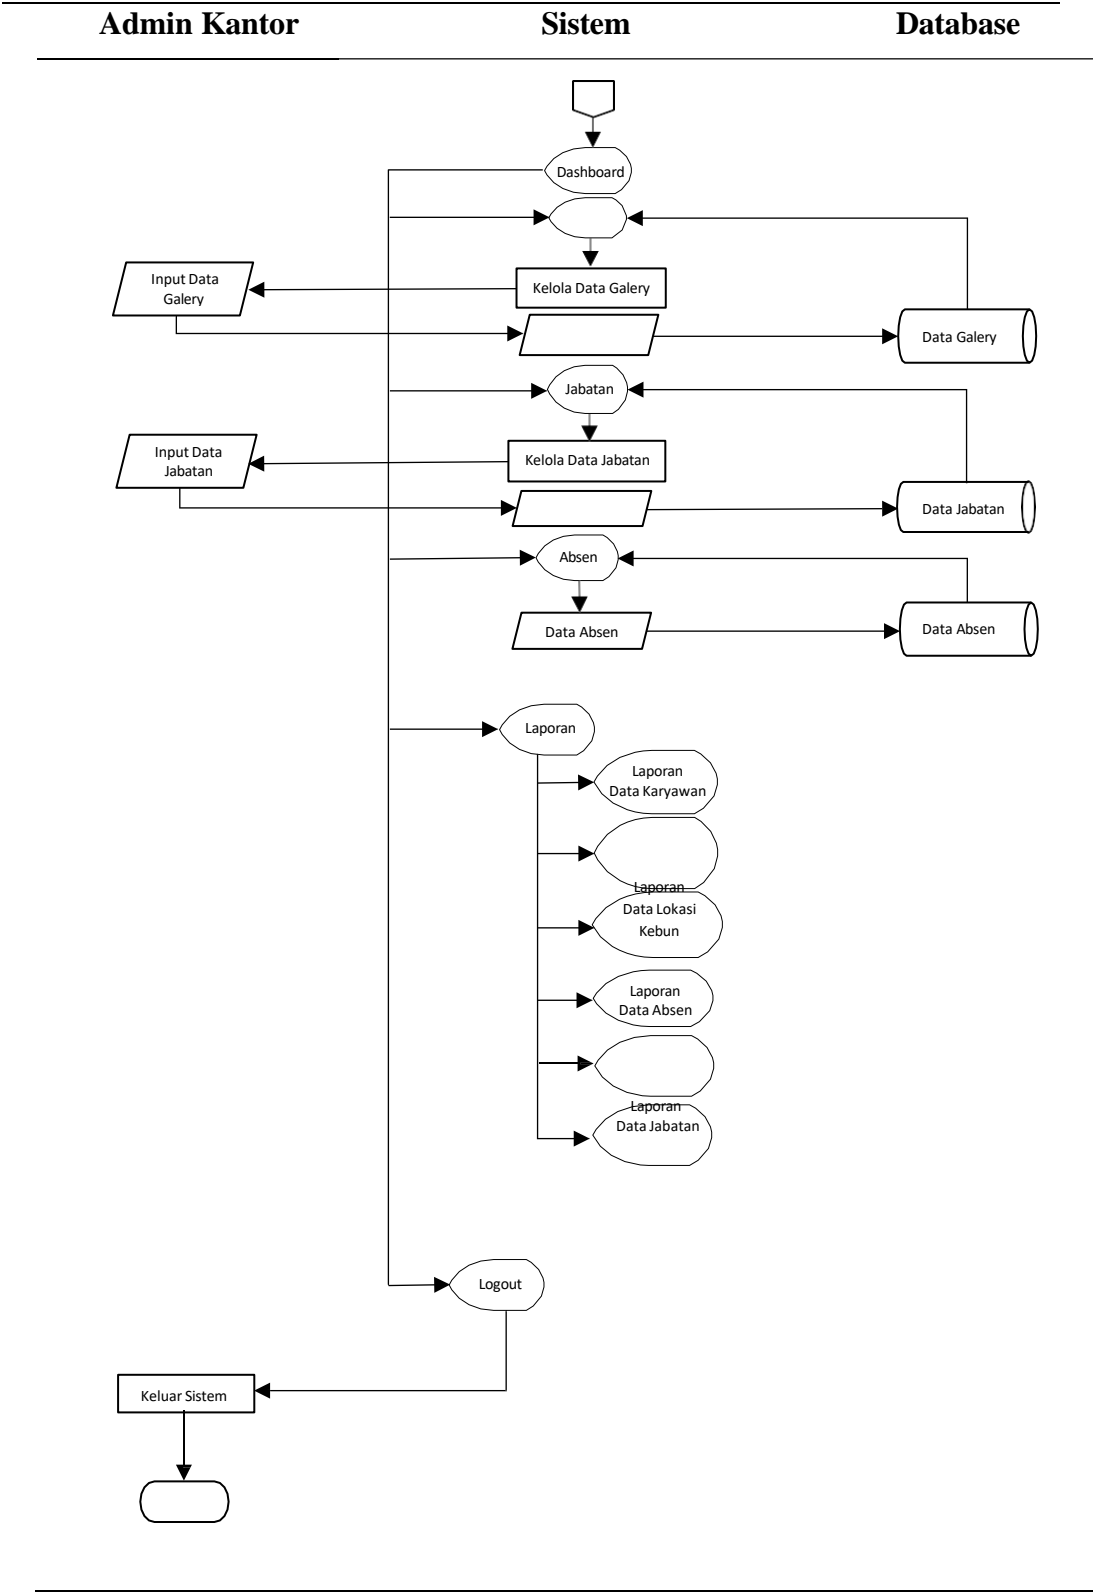 Admin Kantor
Sistem
Database
Dashboard
Input Data
Galery
Kelola Data Galery
Data Galery
Jabatan
Input Data
Jabatan
Kelola Data Jabatan
Data Jabatan
Absen
Data Absen
Data Absen
Laporan
Laporan
Data Karyawan
Laporan
Data Lokasi
Kebun
Laporan
Data Absen
Laporan
Data Jabatan
Logout
Keluar Sistem